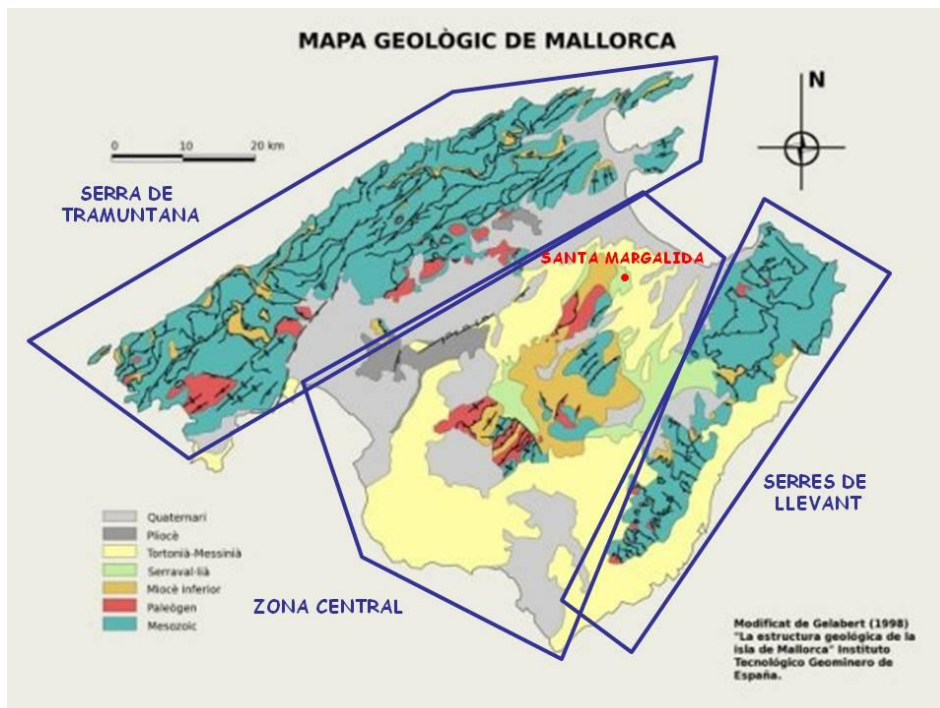 MAPA GEOLÒGIC DE MALLORCA
N
0 10 20 km
SERRA DE
TRAMUNTANA
SANTA MARGALIDA
SERRES DE
LLEVANT
ZONA CENTRAL
Quaternari
Pliocè
Tortonià-Messinià
Serraval·lià
Miocè inferior
Paleògen
Mesozoic
Modificat de Gelabert (1998)
"La estructura geológica de la
isla de Mallorca" Instituto
Tecnológico Geominero de
España.